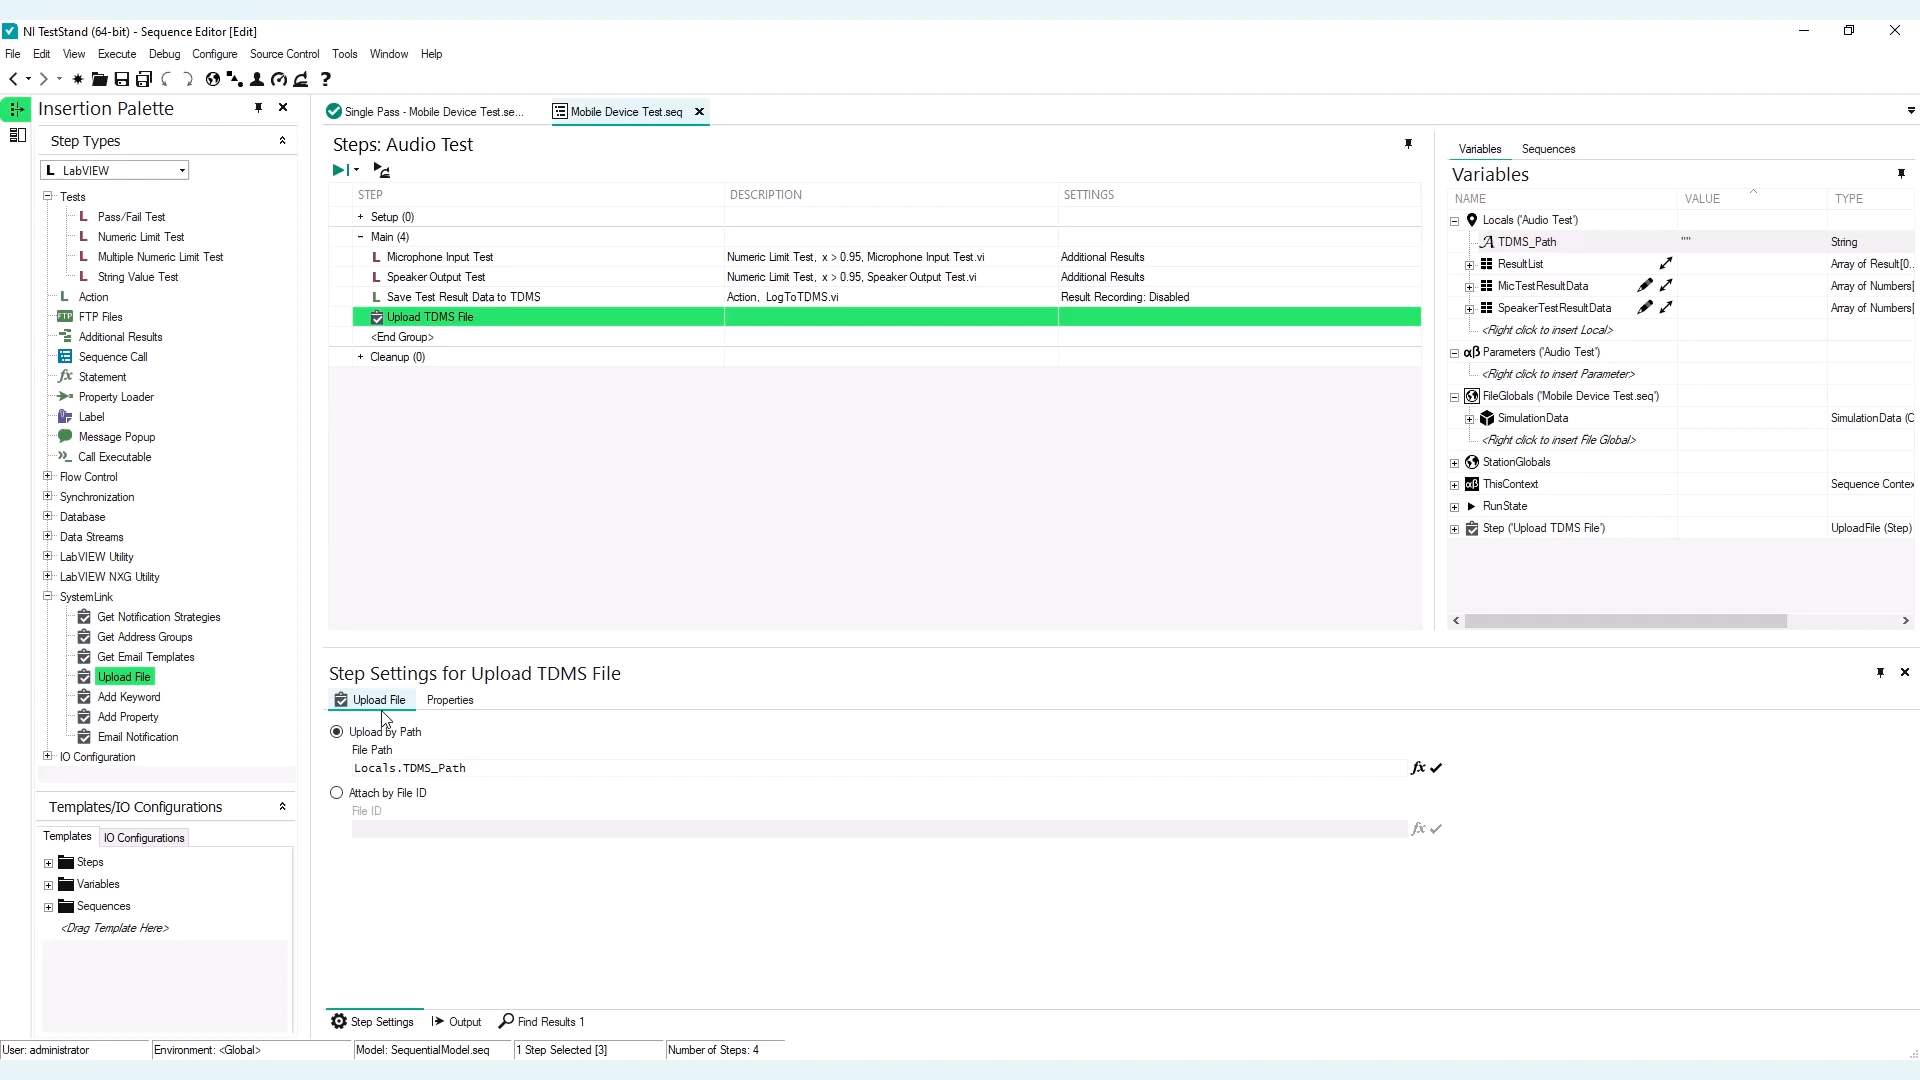 NI TestStand (64-bit) - Sequence Editor [Edit]
File Edit View Execute Debug Configure Source Control Tools Window Help
Insertion Palette
Step Types
L LabVIEW
Tests
L Pass/Fail Test
L Numeric Limit Test
L Multiple Numeric Limit Test
L String Value Test
L Action
FTP FTP Files
Additional Results
Sequence Call
fx Statement
Property Loader
Label
Message Popup
Call Executable
Flow Control
Synchronization
Database
Data Streams
LabVIEW Utility
LabVIEW NXG Utility
SystemLink
Get Notification Strategies
Get Address Groups
Get Email Templates
Upload File
Add Keyword
Add Property
Email Notification
IO Configuration
Templates/IO Configurations
Templates IO Configurations
Steps
Variables
Sequences
<Drag Template Here>
Single Pass - Mobile Device Test.se...
Mobile Device Test.seq
Steps: Audio Test
STEP DESCRIPTION SETTINGS
+ Setup (0)
− Main (4)
L Microphone Input Test Numeric Limit Test, x > 0.95, Microphone Input Test.vi Additional Results
L Speaker Output Test Numeric Limit Test, x > 0.95, Speaker Output Test.vi Additional Results
L Save Test Result Data to TDMS Action, LogToTDMS.vi Result Recording: Disabled
Upload TDMS File
<End Group>
+ Cleanup (0)
Variables Sequences
Variables
NAME VALUE TYPE
Locals ('Audio Test')
TDMS_Path "" String
ResultList Array of Result[0..
MicTestResultData Array of Numbers[
SpeakerTestResultData Array of Numbers[
<Right click to insert Local>
αβ Parameters ('Audio Test')
<Right click to insert Parameter>
FileGlobals ('Mobile Device Test.seq')
SimulationData SimulationData (C
<Right click to insert File Global>
StationGlobals
αβ ThisContext Sequence Contex
RunState
Step ('Upload TDMS File') UploadFile (Step)
Step Settings for Upload TDMS File
Upload File Properties
Upload by Path
File Path
Locals.TDMS_Path fx
Attach by File ID
File ID
fx
Step Settings Output Find Results 1
User: administrator Environment: <Global> Model: SequentialModel.seq 1 Step Selected [3] Number of Steps: 4